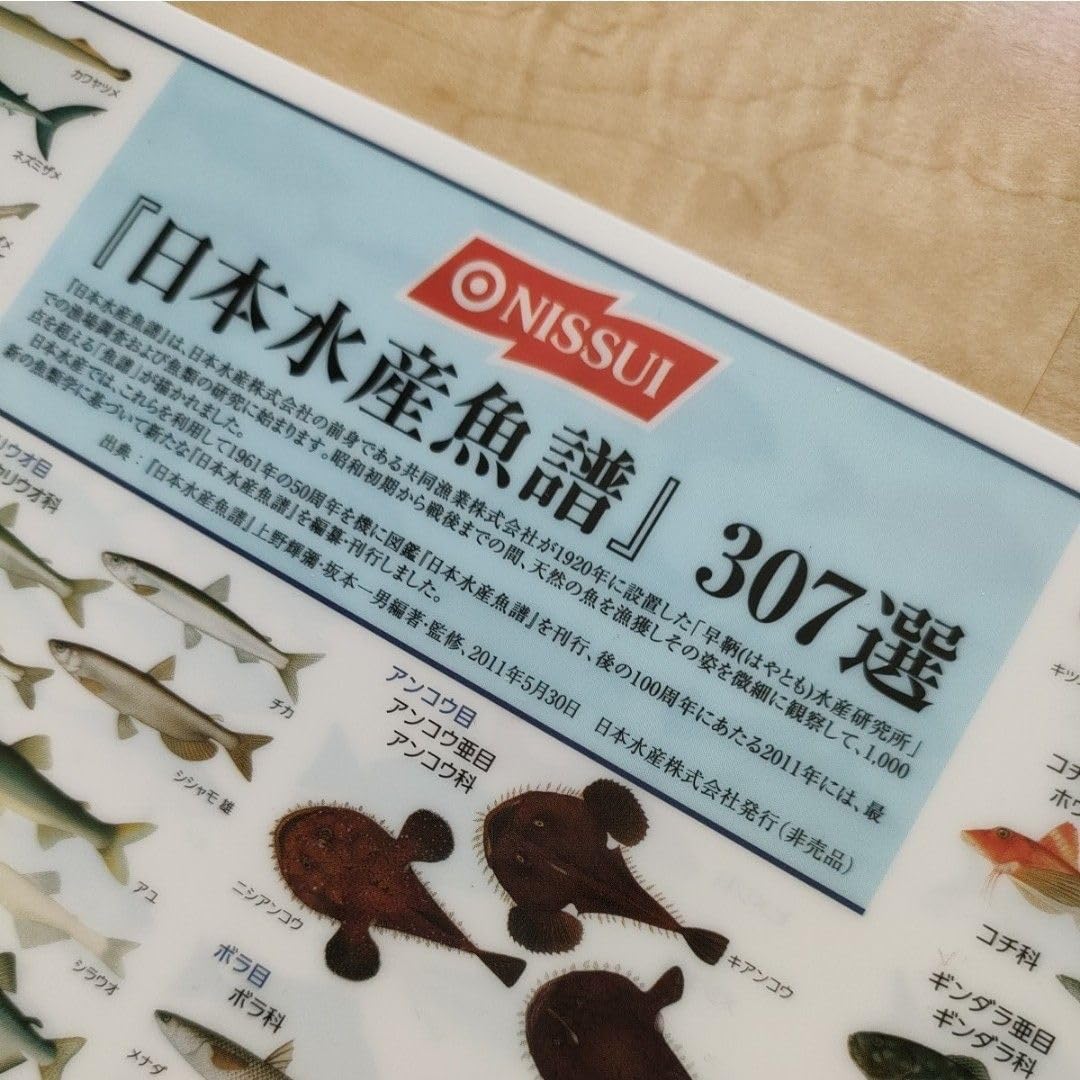 カワヤツメ
ネズミザメ
NISSUI
『日本水産魚譜』 307選
『日本水産魚譜』は、日本水産株式会社の前身である共同漁業株式会社が1920年に設置した「早鞆(はやとも)水産研究所」
での漁場調査および魚類の研究に始まります。昭和初期から戦後までの間、天然の魚を漁獲しその姿を微細に観察して、1,000
点を超える「魚譜」が描かれました。
日本水産では、これらを利用して1961年の50周年を機に図鑑『日本水産魚譜』を刊行、後の100周年にあたる2011年には、最
新の魚類学に基づいて新たな『日本水産魚譜』を編纂・刊行しました。
出典：『日本水産魚譜』上野輝彌・坂本一男編著・監修、2011年5月30日 日本水産株式会社発行（非売品）
リウオ目
カリウオ科
チカ
シシャモ 雄
アユ
シラウオ
アンコウ目
アンコウ亜目
アンコウ科
ニシアンコウ
キアンコウ
ボラ目
ボラ科
メナダ
キツ
コチ
ホウ
コチ科
ギンダラ亜目
ギンダラ科